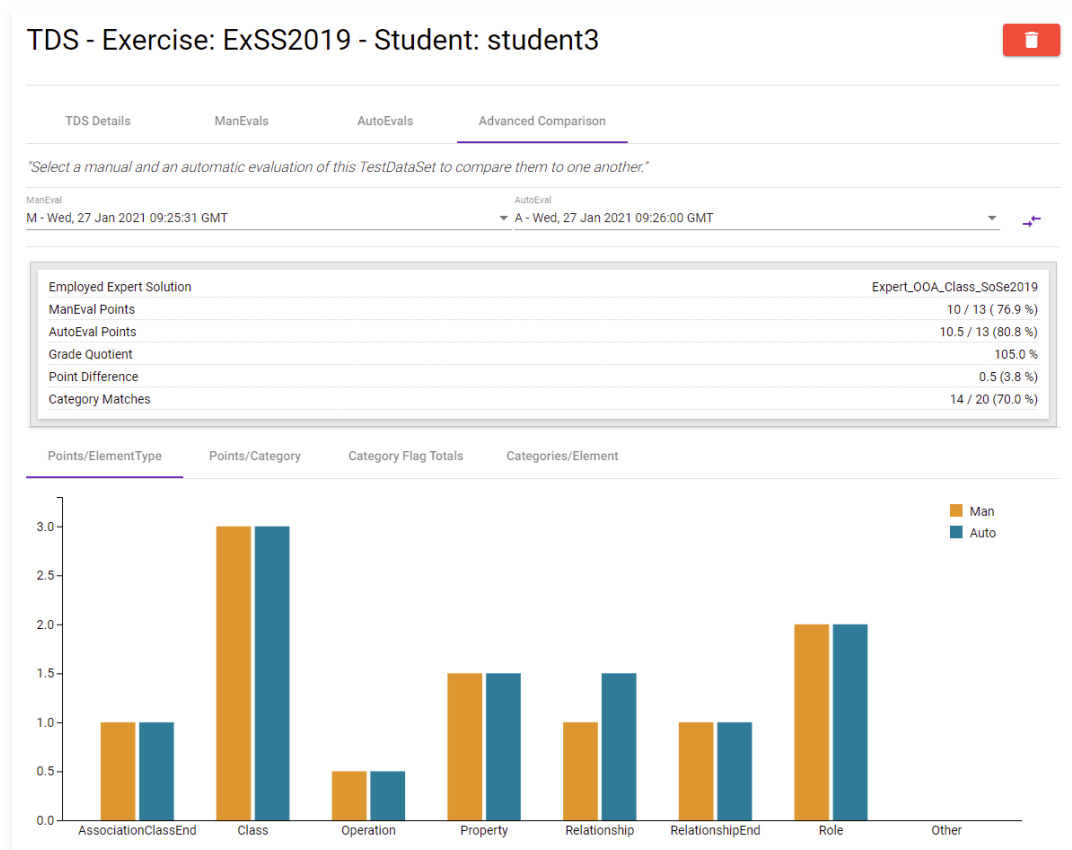 TDS - Exercise: ExSS2019 - Student: student3
TDS Details ManEvals AutoEvals Advanced Comparison
"Select a manual and an automatic evaluation of this TestDataSet to compare them to one another."
ManEval AutoEval
M - Wed, 27 Jan 2021 09:25:31 GMT A - Wed, 27 Jan 2021 09:26:00 GMT
Employed Expert Solution Expert_OOA_Class_SoSe2019
ManEval Points 10 / 13 ( 76.9 %)
AutoEval Points 10.5 / 13 (80.8 %)
Grade Quotient 105.0 %
Point Difference 0.5 (3.8 %)
Category Matches 14 / 20 (70.0 %)
Points/ElementType Points/Category Category Flag Totals Categories/Element
Man
Auto
3.0
2.5
2.0
1.5
1.0
0.5
0.0
AssociationClassEnd Class Operation Property Relationship RelationshipEnd Role Other